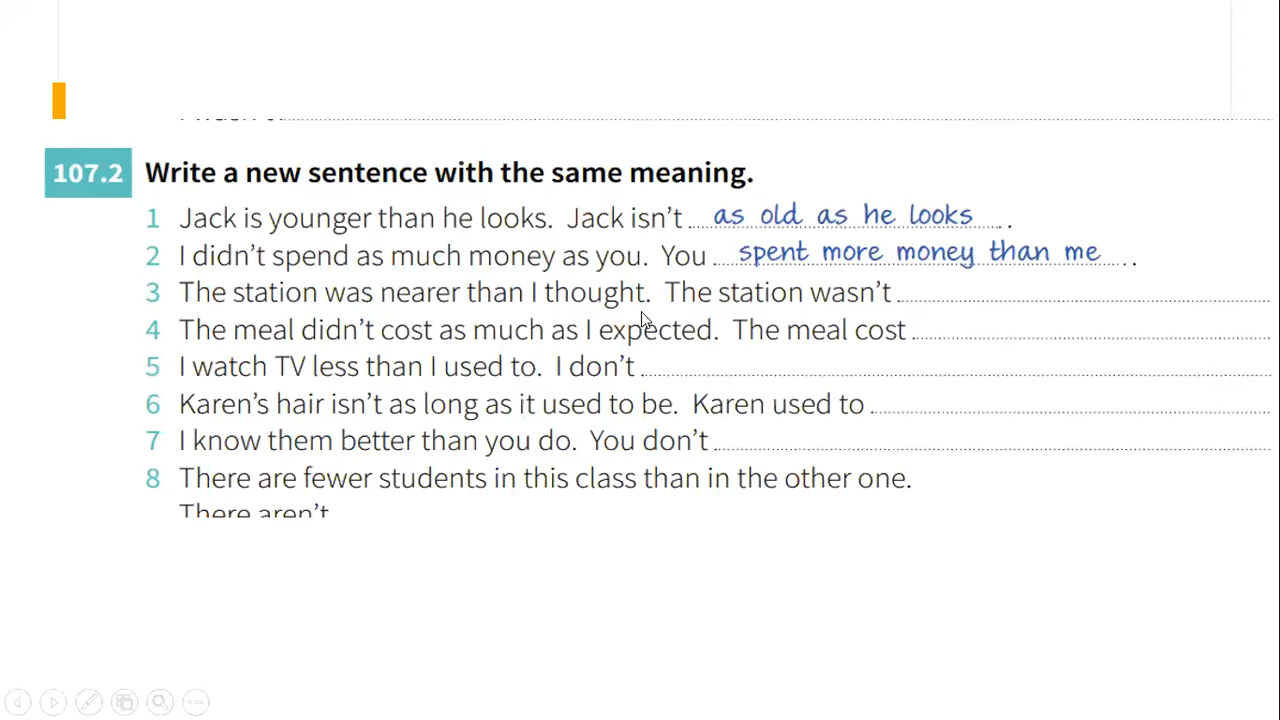 107.2 Write a new sentence with the same meaning.
1 Jack is younger than he looks. Jack isn't as old as he looks.
2 I didn't spend as much money as you. You spent more money than me.
3 The station was nearer than I thought. The station wasn't
4 The meal didn't cost as much as I expected. The meal cost
5 I watch TV less than I used to. I don't
6 Karen's hair isn't as long as it used to be. Karen used to
7 I know them better than you do. You don't
8 There are fewer students in this class than in the other one.
There aren't